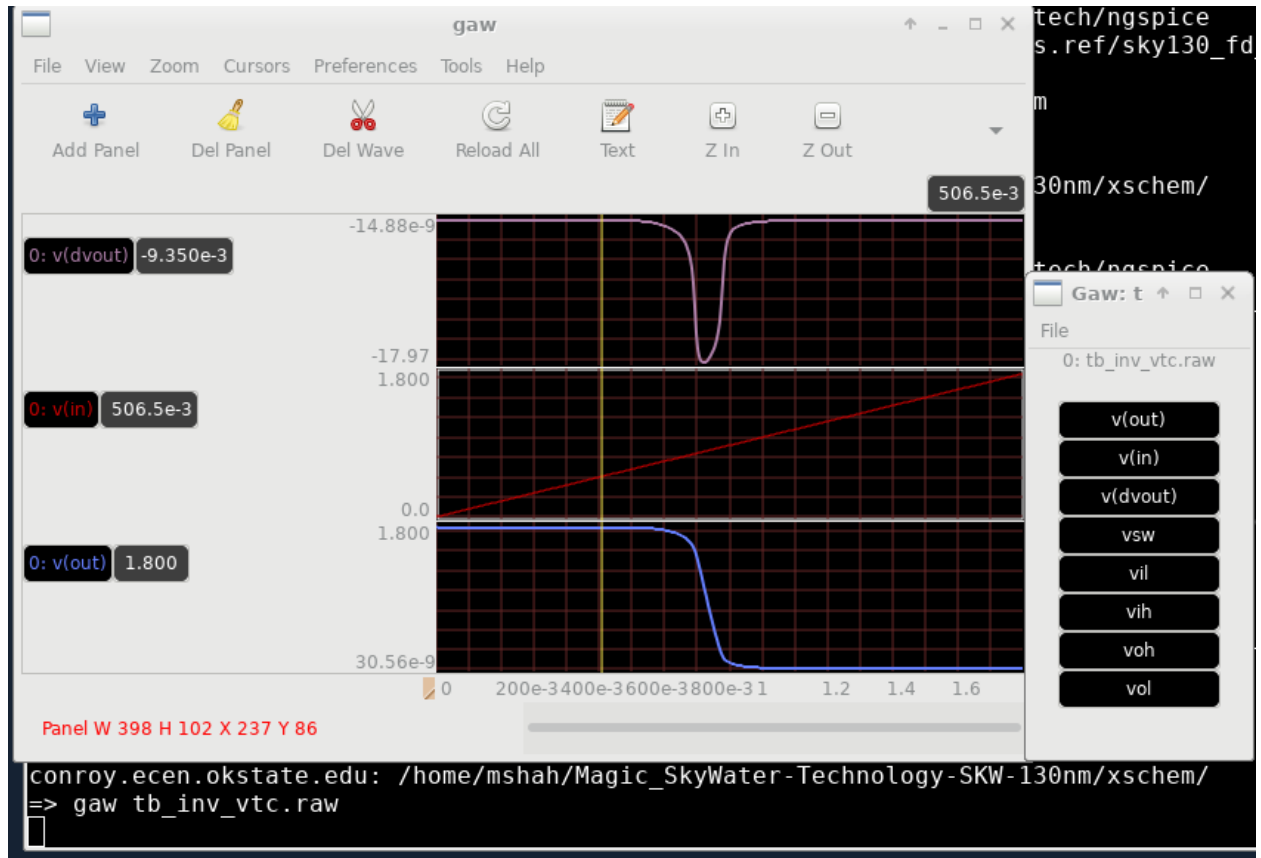 gaw
File View Zoom Cursors Preferences Tools Help
Add Panel Del Panel Del Wave Reload All Text Z In Z Out
506.5e-3
0: v(dvout) -9.350e-3
-14.88e-9
-17.97
0: v(in) 506.5e-3
1.800
0.0
0: v(out) 1.800
1.800
30.56e-9
0 200e-3400e-3600e-3800e-31 1.2 1.4 1.6
Panel W 398 H 102 X 237 Y 86
tech/ngspice
s.ref/sky130_fd_
m
30nm/xschem/
tech/ngspice
Gaw: t
File
0: tb_inv_vtc.raw
v(out)
v(in)
v(dvout)
vsw
vil
vih
voh
vol
conroy.ecen.okstate.edu: /home/mshah/Magic_SkyWater-Technology-SKW-130nm/xschem/
=> gaw tb_inv_vtc.raw